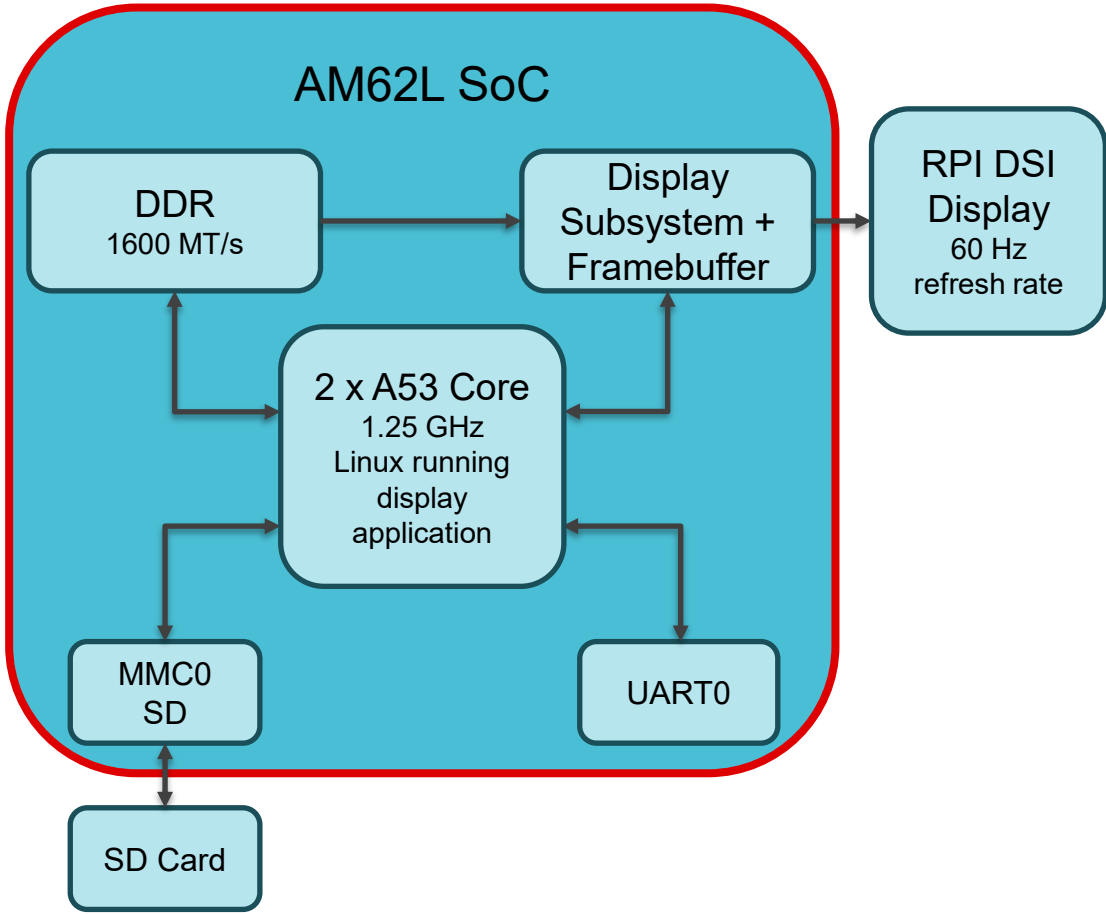 AM62L SoC
DDR
1600 MT/s
Display
Subsystem +
Framebuffer
RPI DSI
Display
60 Hz
refresh rate
2 x A53 Core
1.25 GHz
Linux running
display
application
MMC0
SD
UART0
SD Card